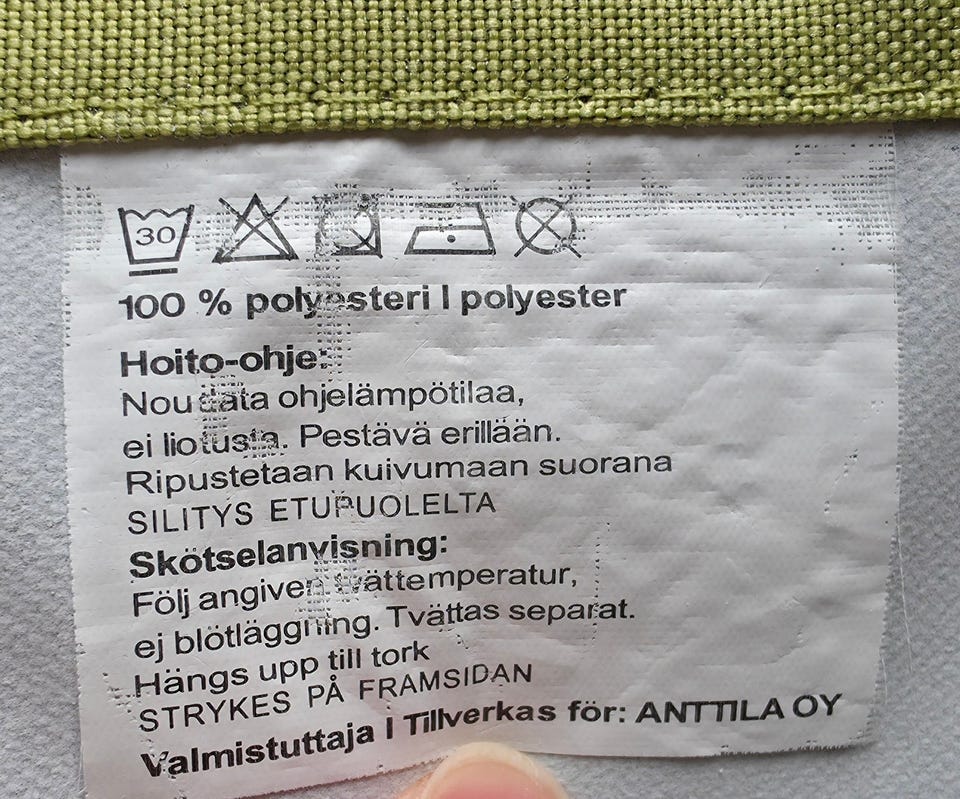 30
100 % polyesteri I polyester
Hoito-ohje:
Noudata ohjelämpötilaa,
ei liotusta. Pestävä erillään.
Ripustetaan kuivumaan suorana
SILITYS ETUPUOLELTA
Skötselanvisning:
Följ angiven tvättemperatur,
ej blötläggning. Tvättas separat.
Hängs upp till tork
STRYKES PÅ FRAMSIDAN
Valmistuttaja I Tillverkas för: ANTTILA OY